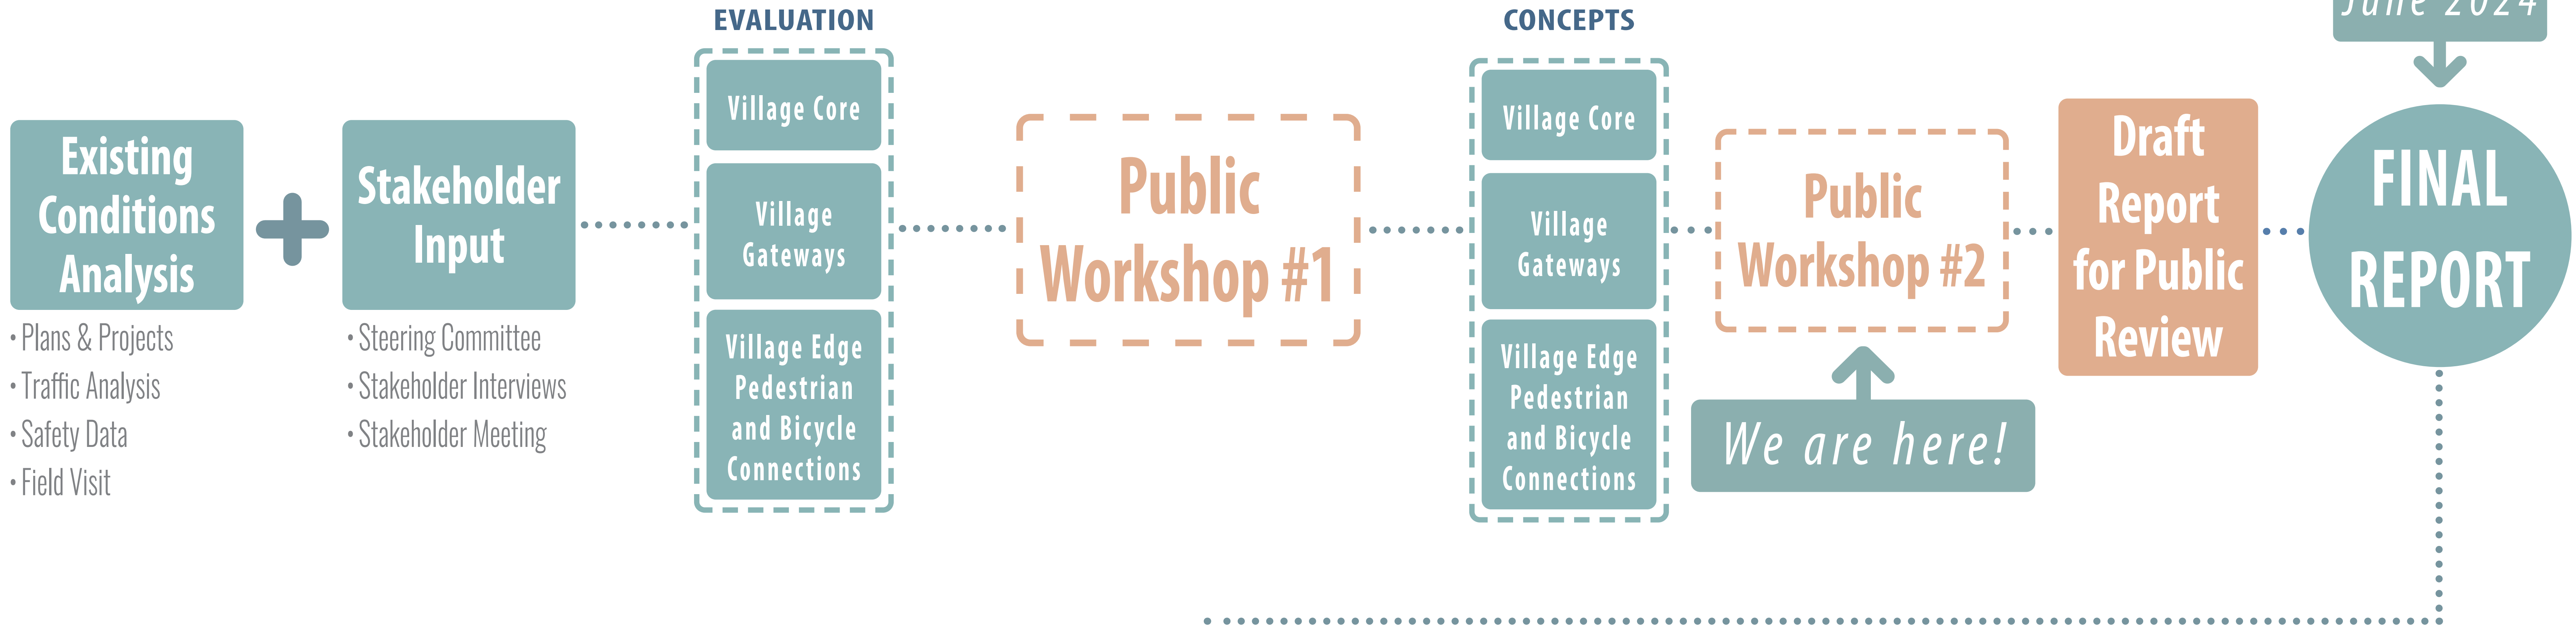 Existing
Conditions
Analysis
• Plans & Projects
• Traffic Analysis
• Safety Data
• Field Visit
Stakeholder
Input
• Steering Committee
• Stakeholder Interviews
• Stakeholder Meeting
EVALUATION
Village Core
Village
Gateways
Village Edge
Pedestrian
and Bicycle
Connections
Public
Workshop #1
CONCEPTS
Village Core
Village
Gateways
Village Edge
Pedestrian
and Bicycle
Connections
Public
Workshop #2
We are here!
Draft
Report
for Public
Review
June 2024
FINAL
REPORT